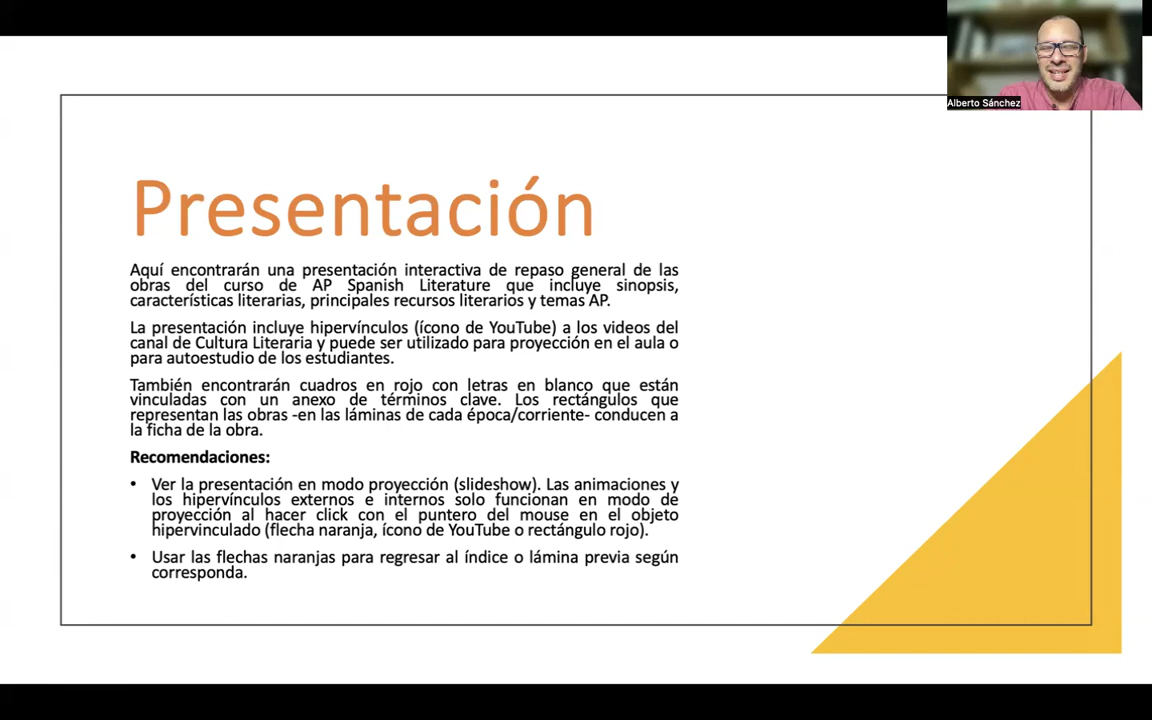 Alberto Sánchez
Presentación
Aquí encontrarán una presentación interactiva de repaso general de las
obras del curso de AP Spanish Literature que incluye sinopsis,
características literarias, principales recursos literarios y temas AP.
La presentación incluye hipervínculos (ícono de YouTube) a los videos del
canal de Cultura Literaria y puede ser utilizado para proyección en el aula o
para autoestudio de los estudiantes.
También encontrarán cuadros en rojo con letras en blanco que están
vinculadas con un anexo de términos clave. Los rectángulos que
representan las obras -en las láminas de cada época/corriente- conducen a
la ficha de la obra.
Recomendaciones:
• Ver la presentación en modo proyección (slideshow). Las animaciones y
los hipervínculos externos e internos solo funcionan en modo de
proyección al hacer click con el puntero del mouse en el objeto
hipervinculado (flecha naranja, ícono de YouTube o rectángulo rojo).
• Usar las flechas naranjas para regresar al índice o lámina previa según
corresponda.